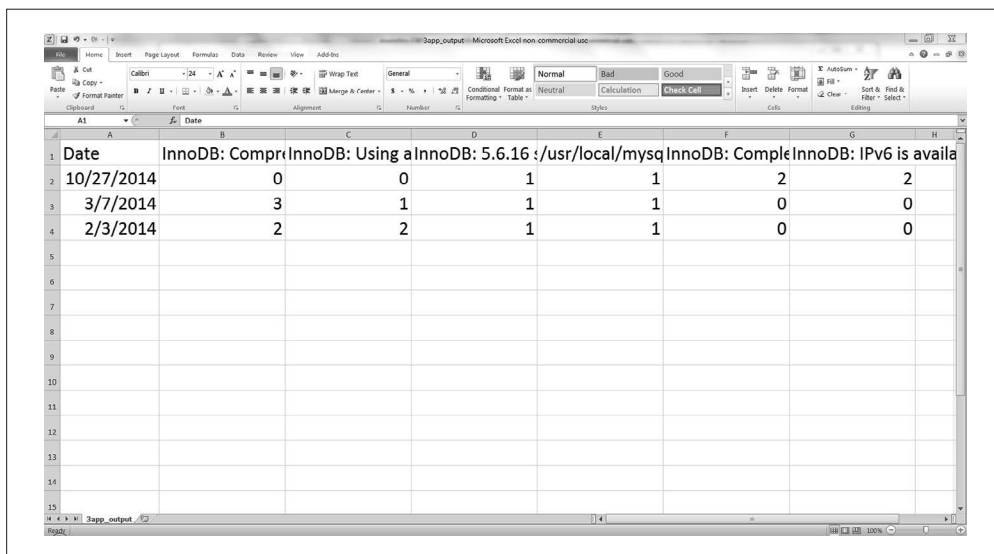 3app_output - Microsoft Excel non-commercial use
File Home Insert Page Layout Formulas Data Review View Add-Ins
Paste
Cut
Copy
Format Painter
Clipboard
Calibri 24 A A
B I U A
Font
Wrap Text
Merge & Center
Alignment
General
$ % ,
Number
Conditional Formatting
Format as Table
Normal Bad Good
Neutral Calculation Check Cell
Styles
Insert Delete Format
Cells
Σ AutoSum
Fill
Clear
Sort & Filter
Find & Select
Editing
A1 fx Date
A B C D E F G H
1 Date InnoDB: Compre InnoDB: Using a InnoDB: 5.6.16 s /usr/local/mysq InnoDB: Comple InnoDB: IPv6 is availa
2 10/27/2014 0 0 1 1 2 2
3 3/7/2014 3 1 1 1 0 0
4 2/3/2014 2 2 1 1 0 0
5
6
7
8
9
10
11
12
13
14
15
3app_output
Ready 100%